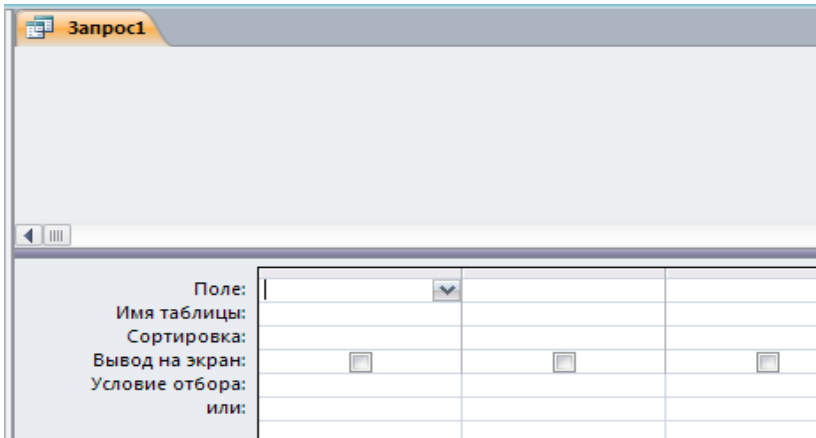 Запрос1
Поле:
Имя таблицы:
Сортировка:
Вывод на экран:
Условие отбора:
или: